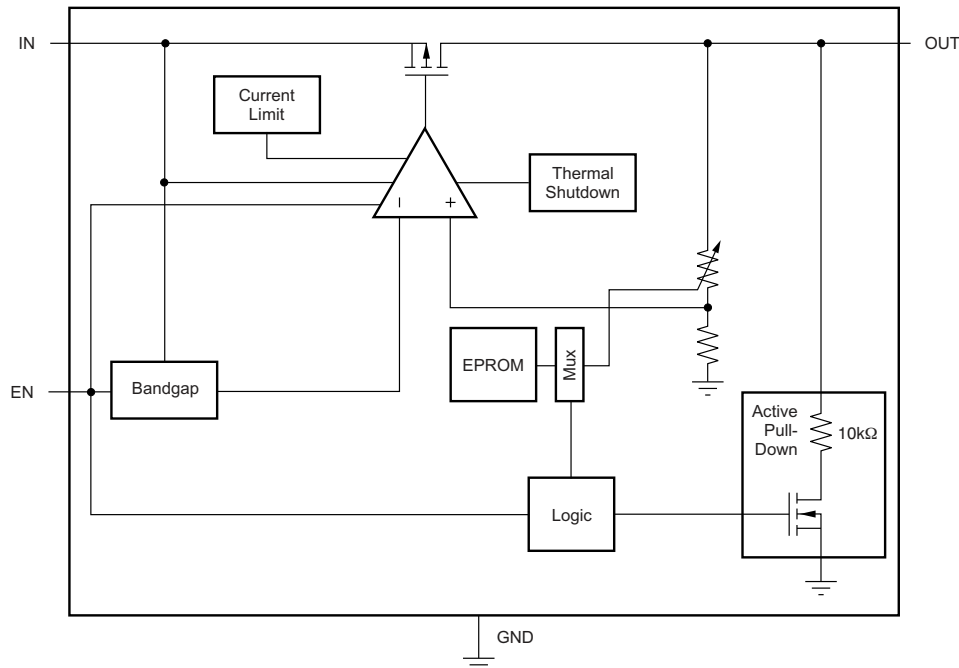 IN
OUT
Current
Limit
Thermal
Shutdown
–
+
EPROM
Mux
EN
Bandgap
Active
Pull-
Down
10kΩ
Logic
GND